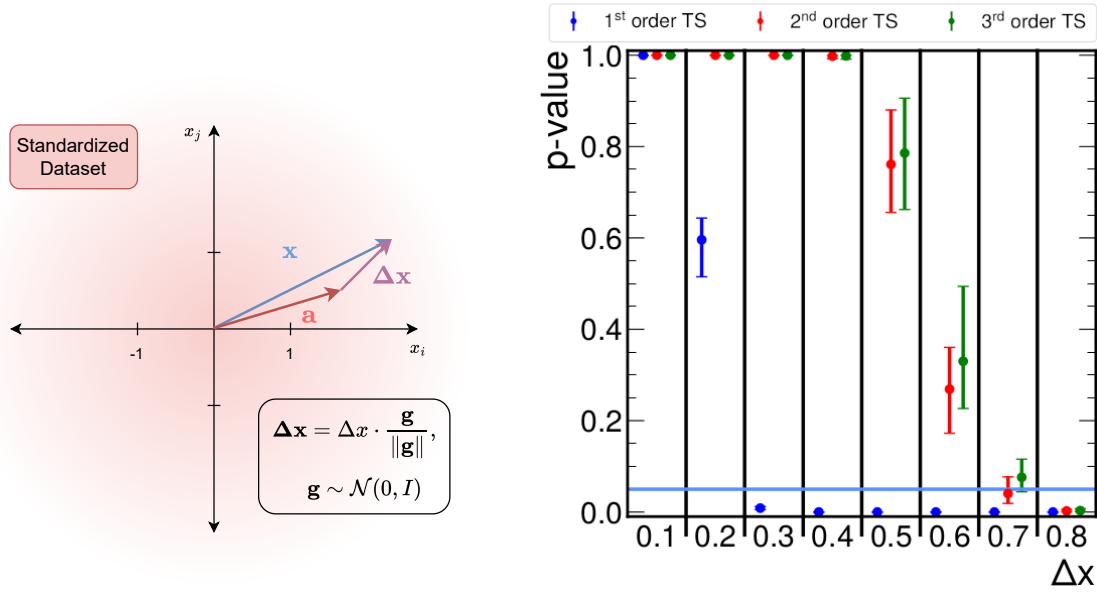 Standardized
Dataset
x_j
x
Δx
a
-1
1
x_i
Δx = Δx · g / ‖g‖,
g ∼ 𝒩(0, I)
1st order TS
2nd order TS
3rd order TS
p-value
1.0
0.8
0.6
0.4
0.2
0.0
0.1 0.2 0.3 0.4 0.5 0.6 0.7 0.8
Δx